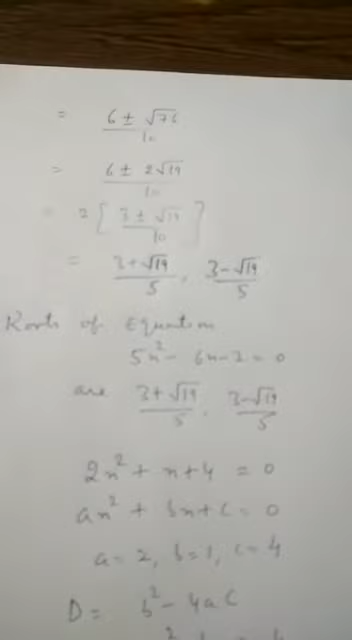 = 6 ± √76 / 10
= 6 ± 2√19 / 10
= 2 [ 3 ± √19 / 10 ]
= 3+√19 / 5 , 3-√19 / 5
Roots of Equation
5x² - 6x - 2 = 0
are 3+√19 / 5 , 3-√19 / 5
2x² + x + 4 = 0
ax² + bx + c = 0
a = 2, b = 1, c = 4
D = b² - 4ac